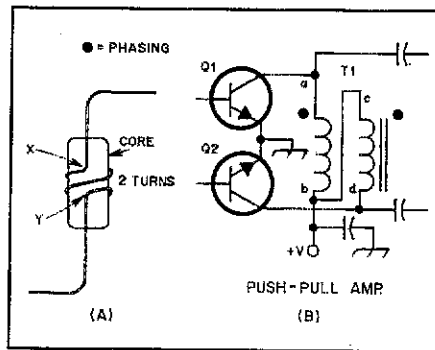 ● = PHASING
X
CORE
2 TURNS
Y
(A)
Q1
a
T1
c
Q2
b
d
+V
PUSH-PULL AMP.
(B)